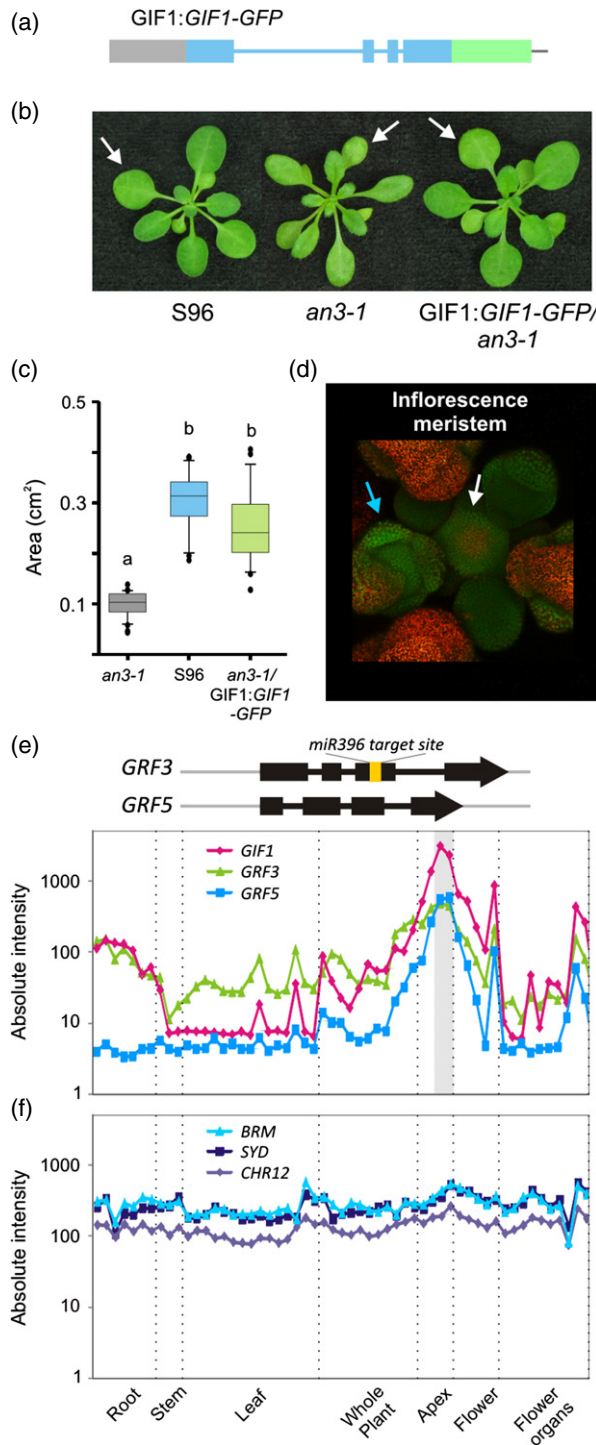 (a)
GIF1:GIF1-GFP
(b)
S96
an3-1
GIF1:GIF1-GFP/
an3-1
(c)
0.5
0.3
0.1
Area (cm²)
a
b
b
an3-1
S96
an3-1/
GIF1:GIF1
-GFP
(d)
Inflorescence
meristem
(e)
miR396 target site
GRF3
GRF5
GIF1
GRF3
GRF5
Absolute intensity
1000
100
10
1
(f)
BRM
SYD
CHR12
Absolute intensity
1000
100
10
1
Root
Stem
Leaf
Whole
Plant
Apex
Flower
Flower
organs